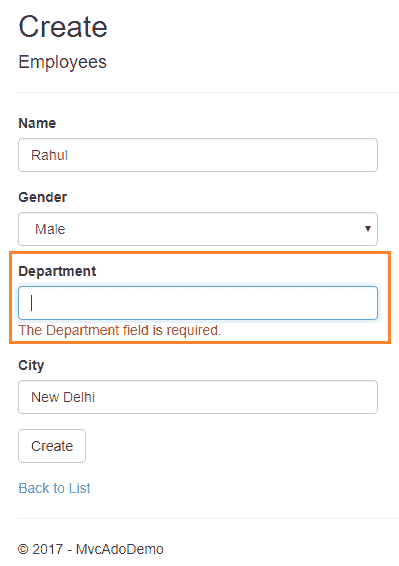 Create
Employees
Name
Rahul
Gender
Male
Department
The Department field is required.
City
New Delhi
Create
Back to List
© 2017 - MvcAdoDemo